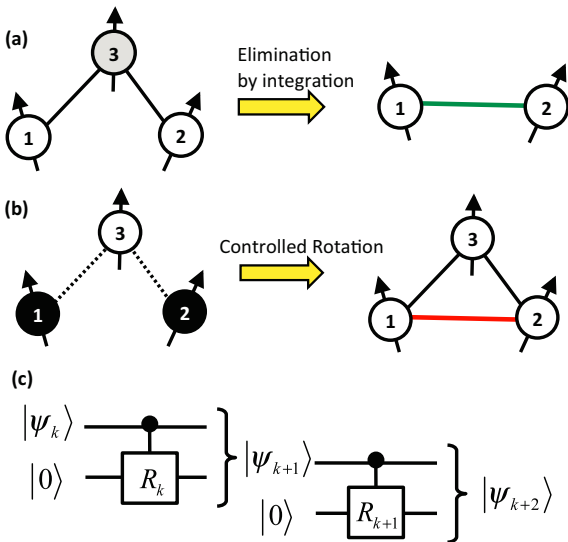 (a)
3
1
2
Elimination
by integration
1
2
(b)
3
1
2
Controlled Rotation
3
1
2
(c)
|ψ_k⟩
|0⟩
R_k
|ψ_{k+1}⟩
|0⟩
R_{k+1}
|ψ_{k+2}⟩